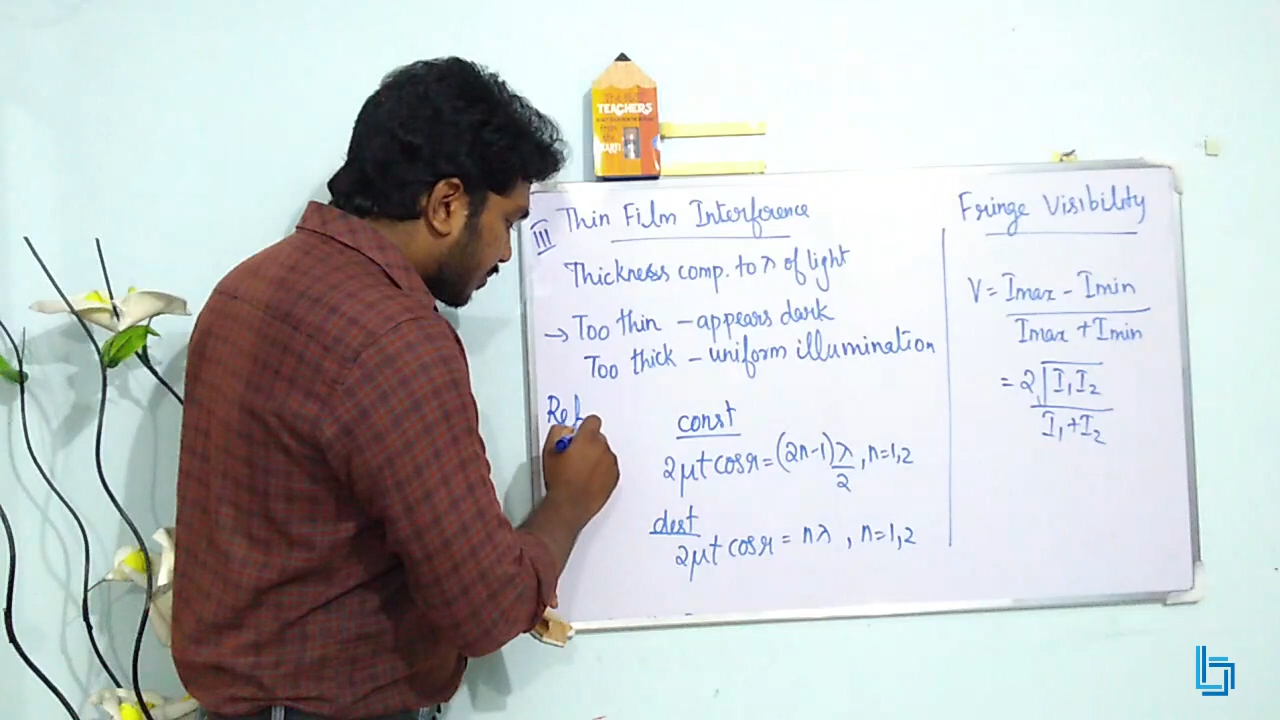 TEACHERS
III Thin Film Interference
Thickness comp. to λ of light
→ Too thin – appears dark
Too thick – uniform illumination
Ref
const
2μt cosr = (2n-1)λ/2, n=1,2
dest
2μt cosr = nλ, n=1,2
Fringe Visibility
V = Imax - Imin / Imax + Imin
= 2√I₁I₂ / I₁+I₂